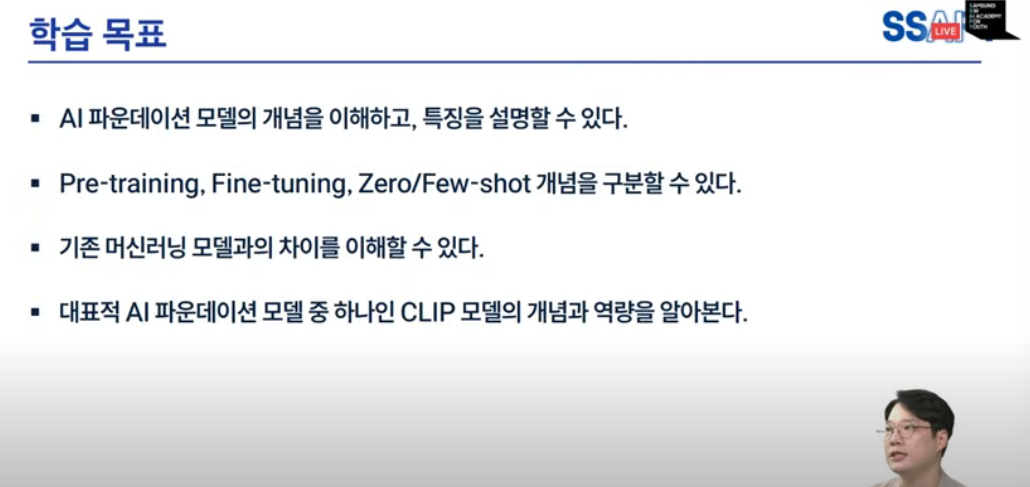 학습 목표
SSAFY
LIVE
SAMSUNG
SW
AI ACADEMY
FOR
YOUTH
▪ AI 파운데이션 모델의 개념을 이해하고, 특징을 설명할 수 있다.
▪ Pre-training, Fine-tuning, Zero/Few-shot 개념을 구분할 수 있다.
▪ 기존 머신러닝 모델과의 차이를 이해할 수 있다.
▪ 대표적 AI 파운데이션 모델 중 하나인 CLIP 모델의 개념과 역량을 알아본다.